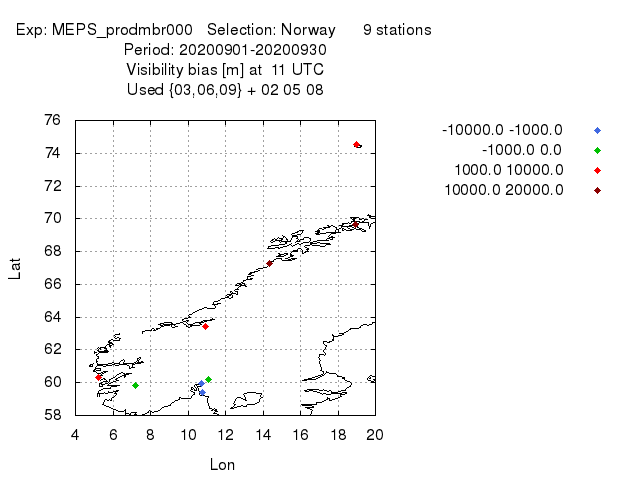 Exp: MEPS_prodmbr000 Selection: Norway 9 stations
Period: 20200901-20200930
Visibility bias [m] at 11 UTC
Used {03,06,09} + 02 05 08
-10000.0 -1000.0
-1000.0 0.0
1000.0 10000.0
10000.0 20000.0
76
74
72
70
68
66
64
62
60
58
Lat
4 6 8 10 12 14 16 18 20
Lon